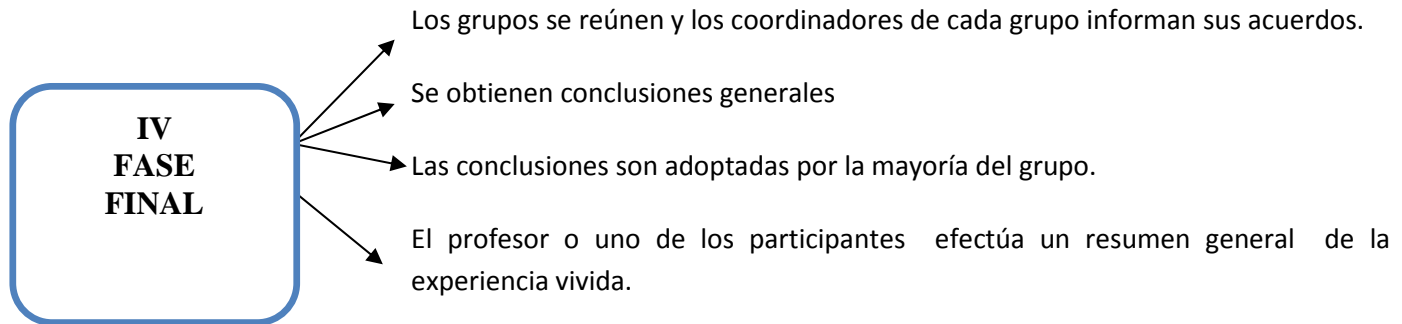 Los grupos se reúnen y los coordinadores de cada grupo informan sus acuerdos.
Se obtienen conclusiones generales
IV
FASE
FINAL
Las conclusiones son adoptadas por la mayoría del grupo.
El profesor o uno de los participantes efectúa un resumen general de la
experiencia vivida.